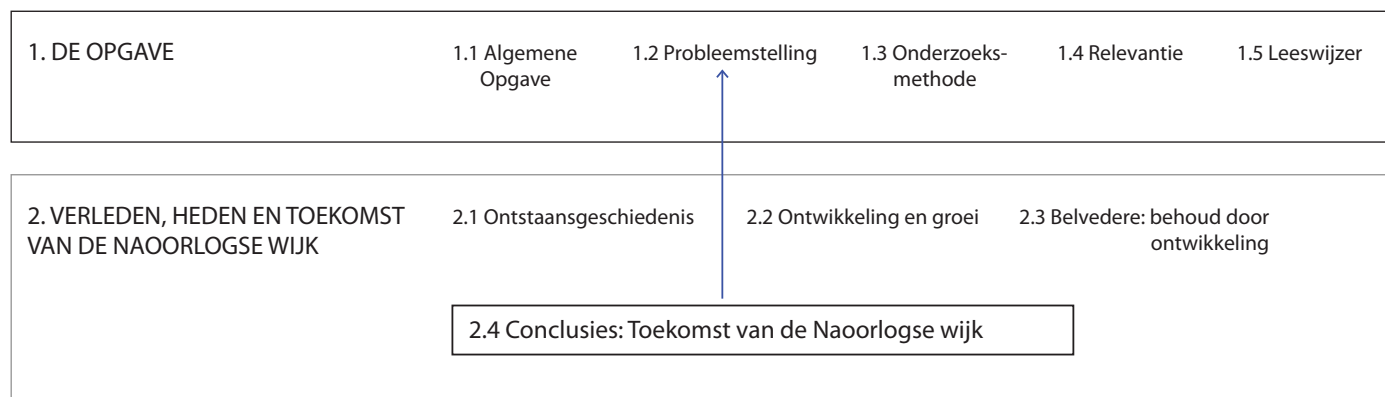 1. DE OPGAVE
1.1 Algemene
Opgave
1.2 Probleemstelling
1.3 Onderzoeks-
methode
1.4 Relevantie
1.5 Leeswijzer
2. VERLEDEN, HEDEN EN TOEKOMST
VAN DE NAOORLOGSE WIJK
2.1 Ontstaansgeschiedenis
2.2 Ontwikkeling en groei
2.3 Belvedere: behoud door
ontwikkeling
2.4 Conclusies: Toekomst van de Naoorlogse wijk